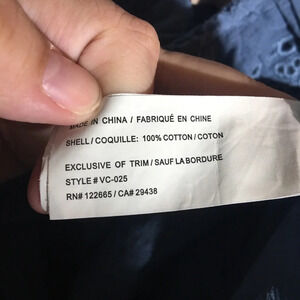 MADE IN CHINA / FABRIQUÉ EN CHINE
SHELL / COQUILLE: 100% COTTON / COTON
EXCLUSIVE OF TRIM / SAUF LA BORDURE
STYLE # VC-025
RN# 122665 / CA# 29438